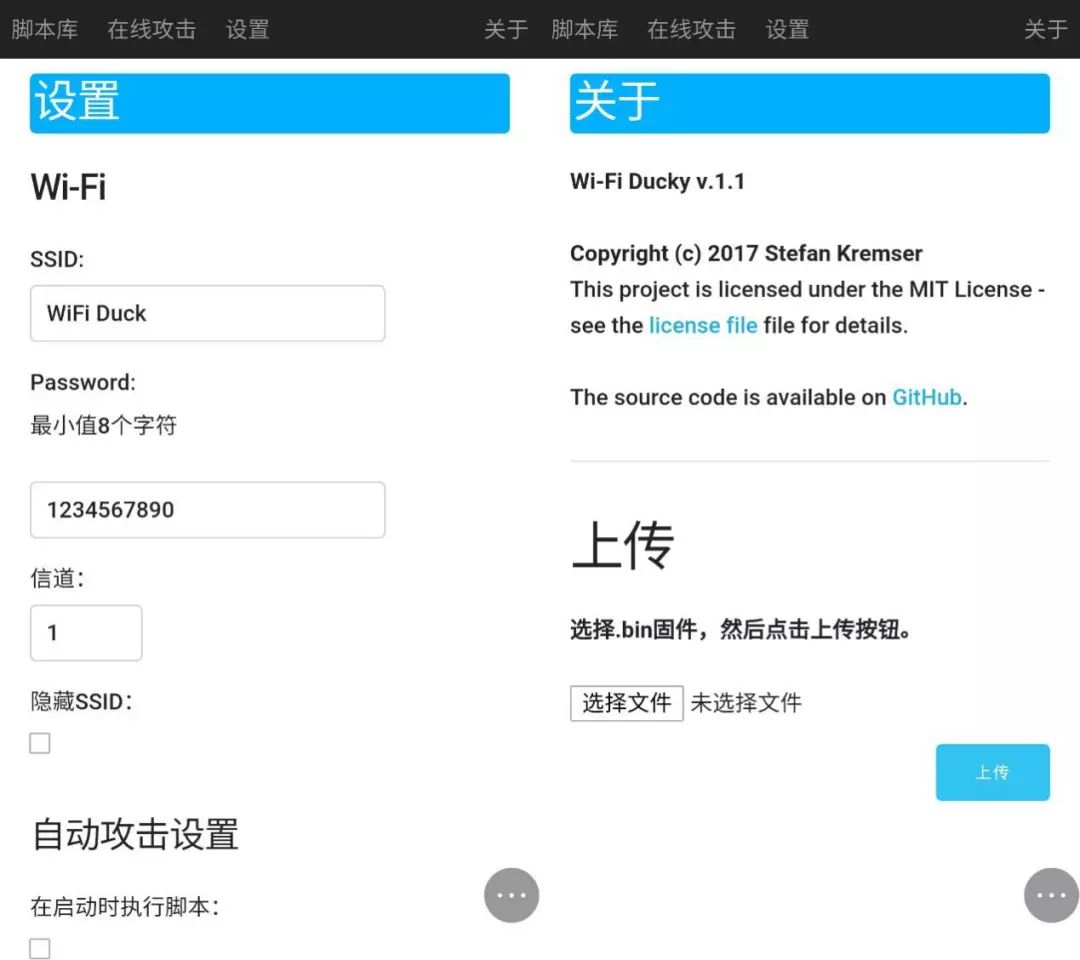 脚本库 在线攻击 设置 关于
设置
Wi-Fi
SSID:
WiFi Duck
Password:
最小值8个字符
1234567890
信道：
1
隐藏SSID：
自动攻击设置
在启动时执行脚本：
脚本库 在线攻击 设置 关于
关于
Wi-Fi Ducky v.1.1
Copyright (c) 2017 Stefan Kremser
This project is licensed under the MIT License -
see the license file file for details.
The source code is available on GitHub.
上传
选择.bin固件，然后点击上传按钮。
选择文件 未选择文件
上传